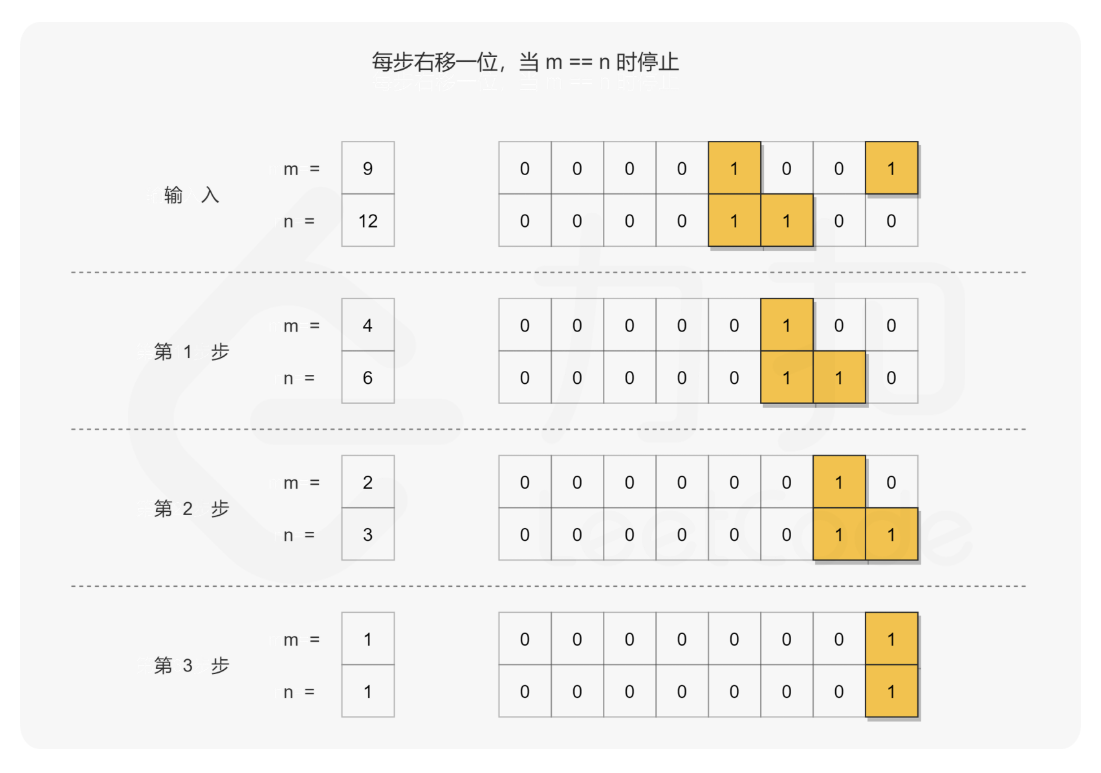 每步右移一位，当 m == n 时停止
m = 9 0 0 0 0 1 0 0 1
输 入
n = 12 0 0 0 0 1 1 0 0
m = 4 0 0 0 0 0 1 0 0
第 1 步
n = 6 0 0 0 0 0 1 1 0
m = 2 0 0 0 0 0 0 1 0
第 2 步
n = 3 0 0 0 0 0 0 1 1
m = 1 0 0 0 0 0 0 0 1
第 3 步
n = 1 0 0 0 0 0 0 0 1
力扣
LeetCode